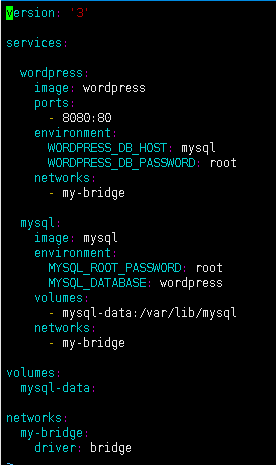 version: '3'

services:

  wordpress:
    image: wordpress
    ports:
      - 8080:80
    environment:
      WORDPRESS_DB_HOST: mysql
      WORDPRESS_DB_PASSWORD: root
    networks:
      - my-bridge

  mysql:
    image: mysql
    environment:
      MYSQL_ROOT_PASSWORD: root
      MYSQL_DATABASE: wordpress
    volumes:
      - mysql-data:/var/lib/mysql
    networks:
      - my-bridge

volumes:
  mysql-data:

networks:
  my-bridge:
    driver: bridge